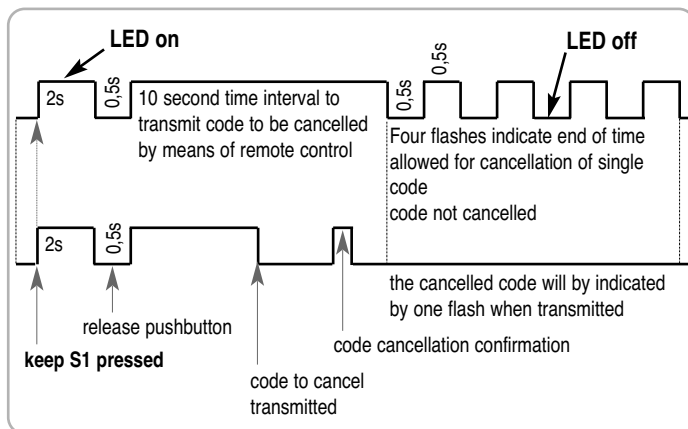 LED on
LED off
2s
0,5s
10 second time interval to
transmit code to be cancelled
by means of remote control
0,5s
0,5s
Four flashes indicate end of time
allowed for cancellation of single
code
code not cancelled
2s
0,5s
the cancelled code will by indicated
by one flash when transmitted
release pushbutton
code cancellation confirmation
keep S1 pressed
code to cancel
transmitted